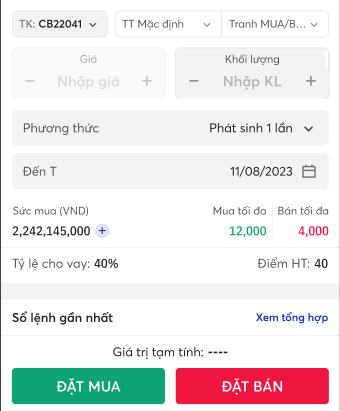 TK: CB22041 TT Mặc định Tranh MUA/B...
Giá Khối lượng
− Nhập giá + − Nhập KL +
Phương thức Phát sinh 1 lần
Đến T 11/08/2023
Sức mua (VND) Mua tối đa Bán tối đa
2,242,145,000 + 12,000 4,000
Tỷ lệ cho vay: 40% Điểm HT: 40
Sổ lệnh gần nhất Xem tổng hợp
Giá trị tạm tính: ----
ĐẶT MUA ĐẶT BÁN